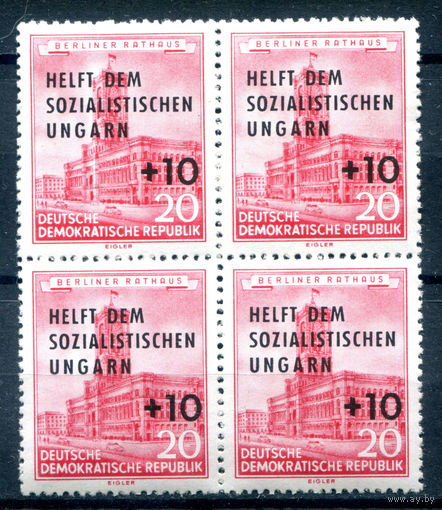 BERLINER RATHAUS
HELFT DEM
SOZIALISTISCHEN
UNGARN
+10
20
DEUTSCHE
DEMOKRATISCHE REPUBLIK
EIGLER
BERLINER RATHAUS
HELFT DEM
SOZIALISTISCHEN
UNGARN
+10
20
DEUTSCHE
DEMOKRATISCHE REPUBLIK
EIGLER
BERLINER RATHAUS
HELFT DEM
SOZIALISTISCHEN
UNGARN
+10
20
DEUTSCHE
DEMOKRATISCHE REPUBLIK
EIGLER
BERLINER RATHAUS
HELFT DEM
SOZIALISTISCHEN
UNGARN
+10
20
DEUTSCHE
DEMOKRATISCHE REPUBLIK
EIGLER
www.ay.by